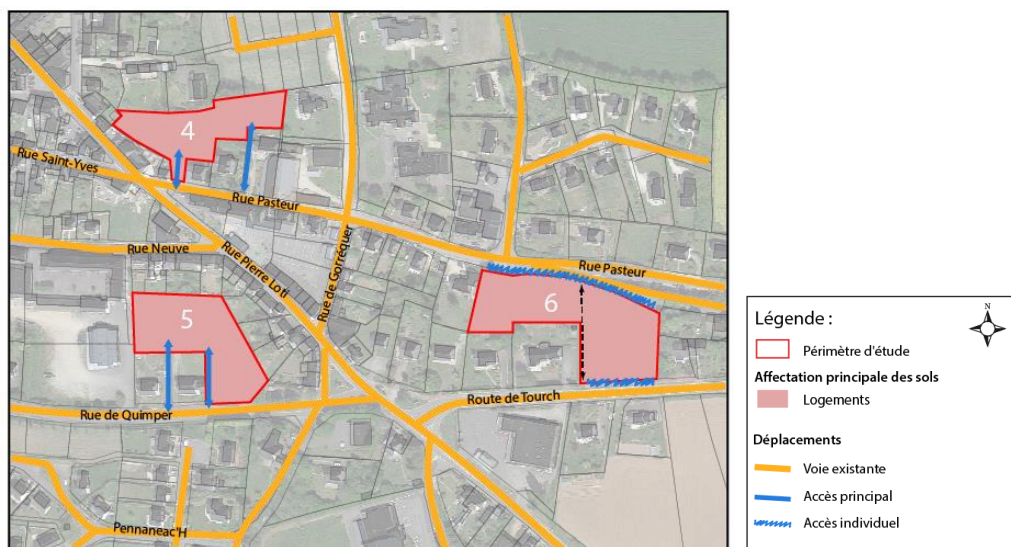 4
Rue Saint-Yves
Rue Pasteur
Rue Neuve
Rue Pierre Loti
Rue de Gorréquer
Rue Pasteur
5
6
Rue de Quimper
Route de Tourch
Pennaneac'H
Légende :
N
Périmètre d'étude
Affectation principale des sols
Logements
Déplacements
Voie existante
Accès principal
Accès individuel